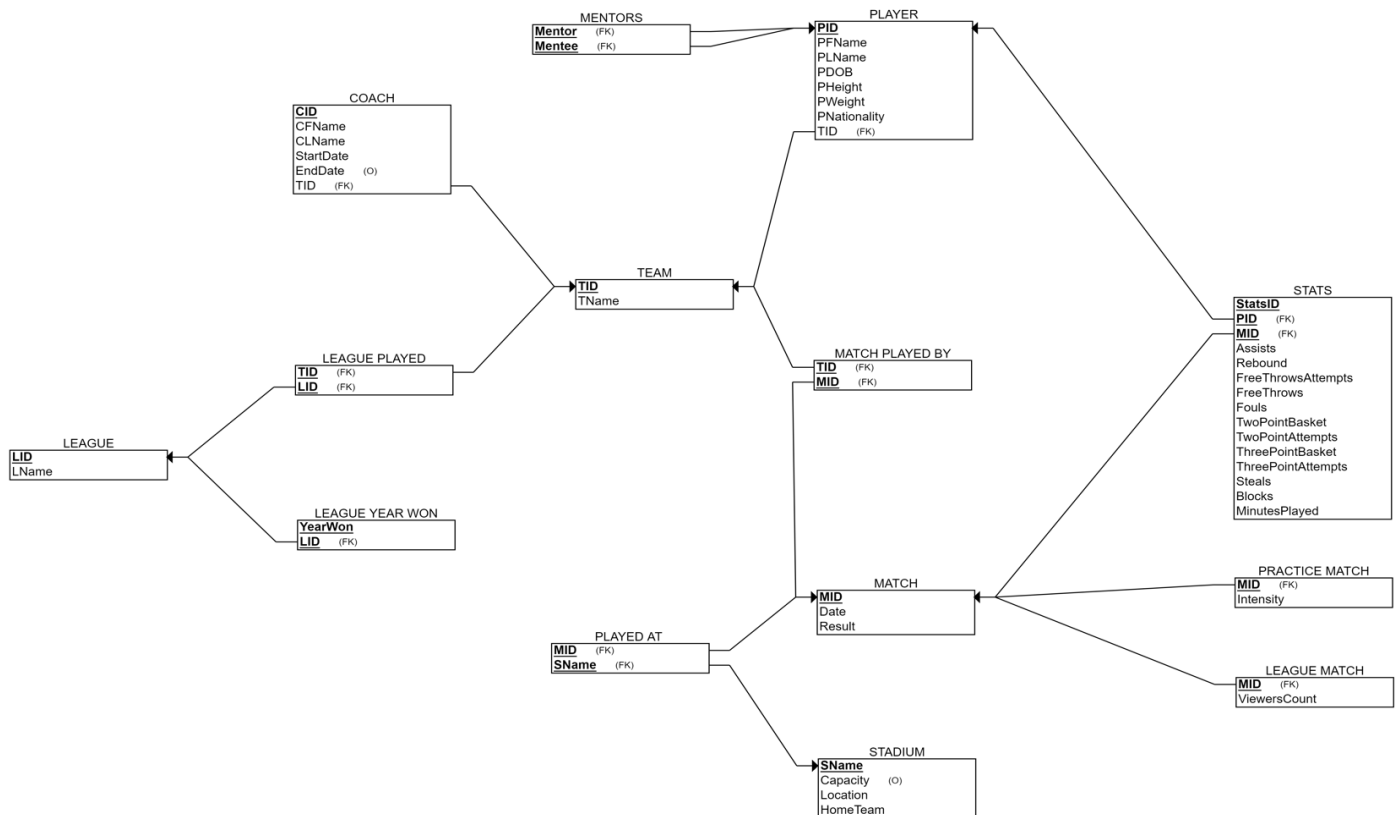 MENTORS
Mentor (FK)
Mentee (FK)
PLAYER
PID
PFName
PLName
PDOB
PHeight
PWeight
PNationality
TID (FK)
COACH
CID
CFName
CLName
StartDate
EndDate (O)
TID (FK)
TEAM
TID
TName
STATS
StatsID
PID (FK)
MID (FK)
Assists
Rebound
FreeThrowsAttempts
FreeThrows
Fouls
TwoPointBasket
TwoPointAttempts
ThreePointBasket
ThreePointAttempts
Steals
Blocks
MinutesPlayed
LEAGUE PLAYED
TID (FK)
LID (FK)
MATCH PLAYED BY
TID (FK)
MID (FK)
LEAGUE
LID
LName
LEAGUE YEAR WON
YearWon
LID (FK)
MATCH
MID
Date
Result
PRACTICE MATCH
MID (FK)
Intensity
PLAYED AT
MID (FK)
SName (FK)
LEAGUE MATCH
MID (FK)
ViewersCount
STADIUM
SName
Capacity (O)
Location
HomeTeam